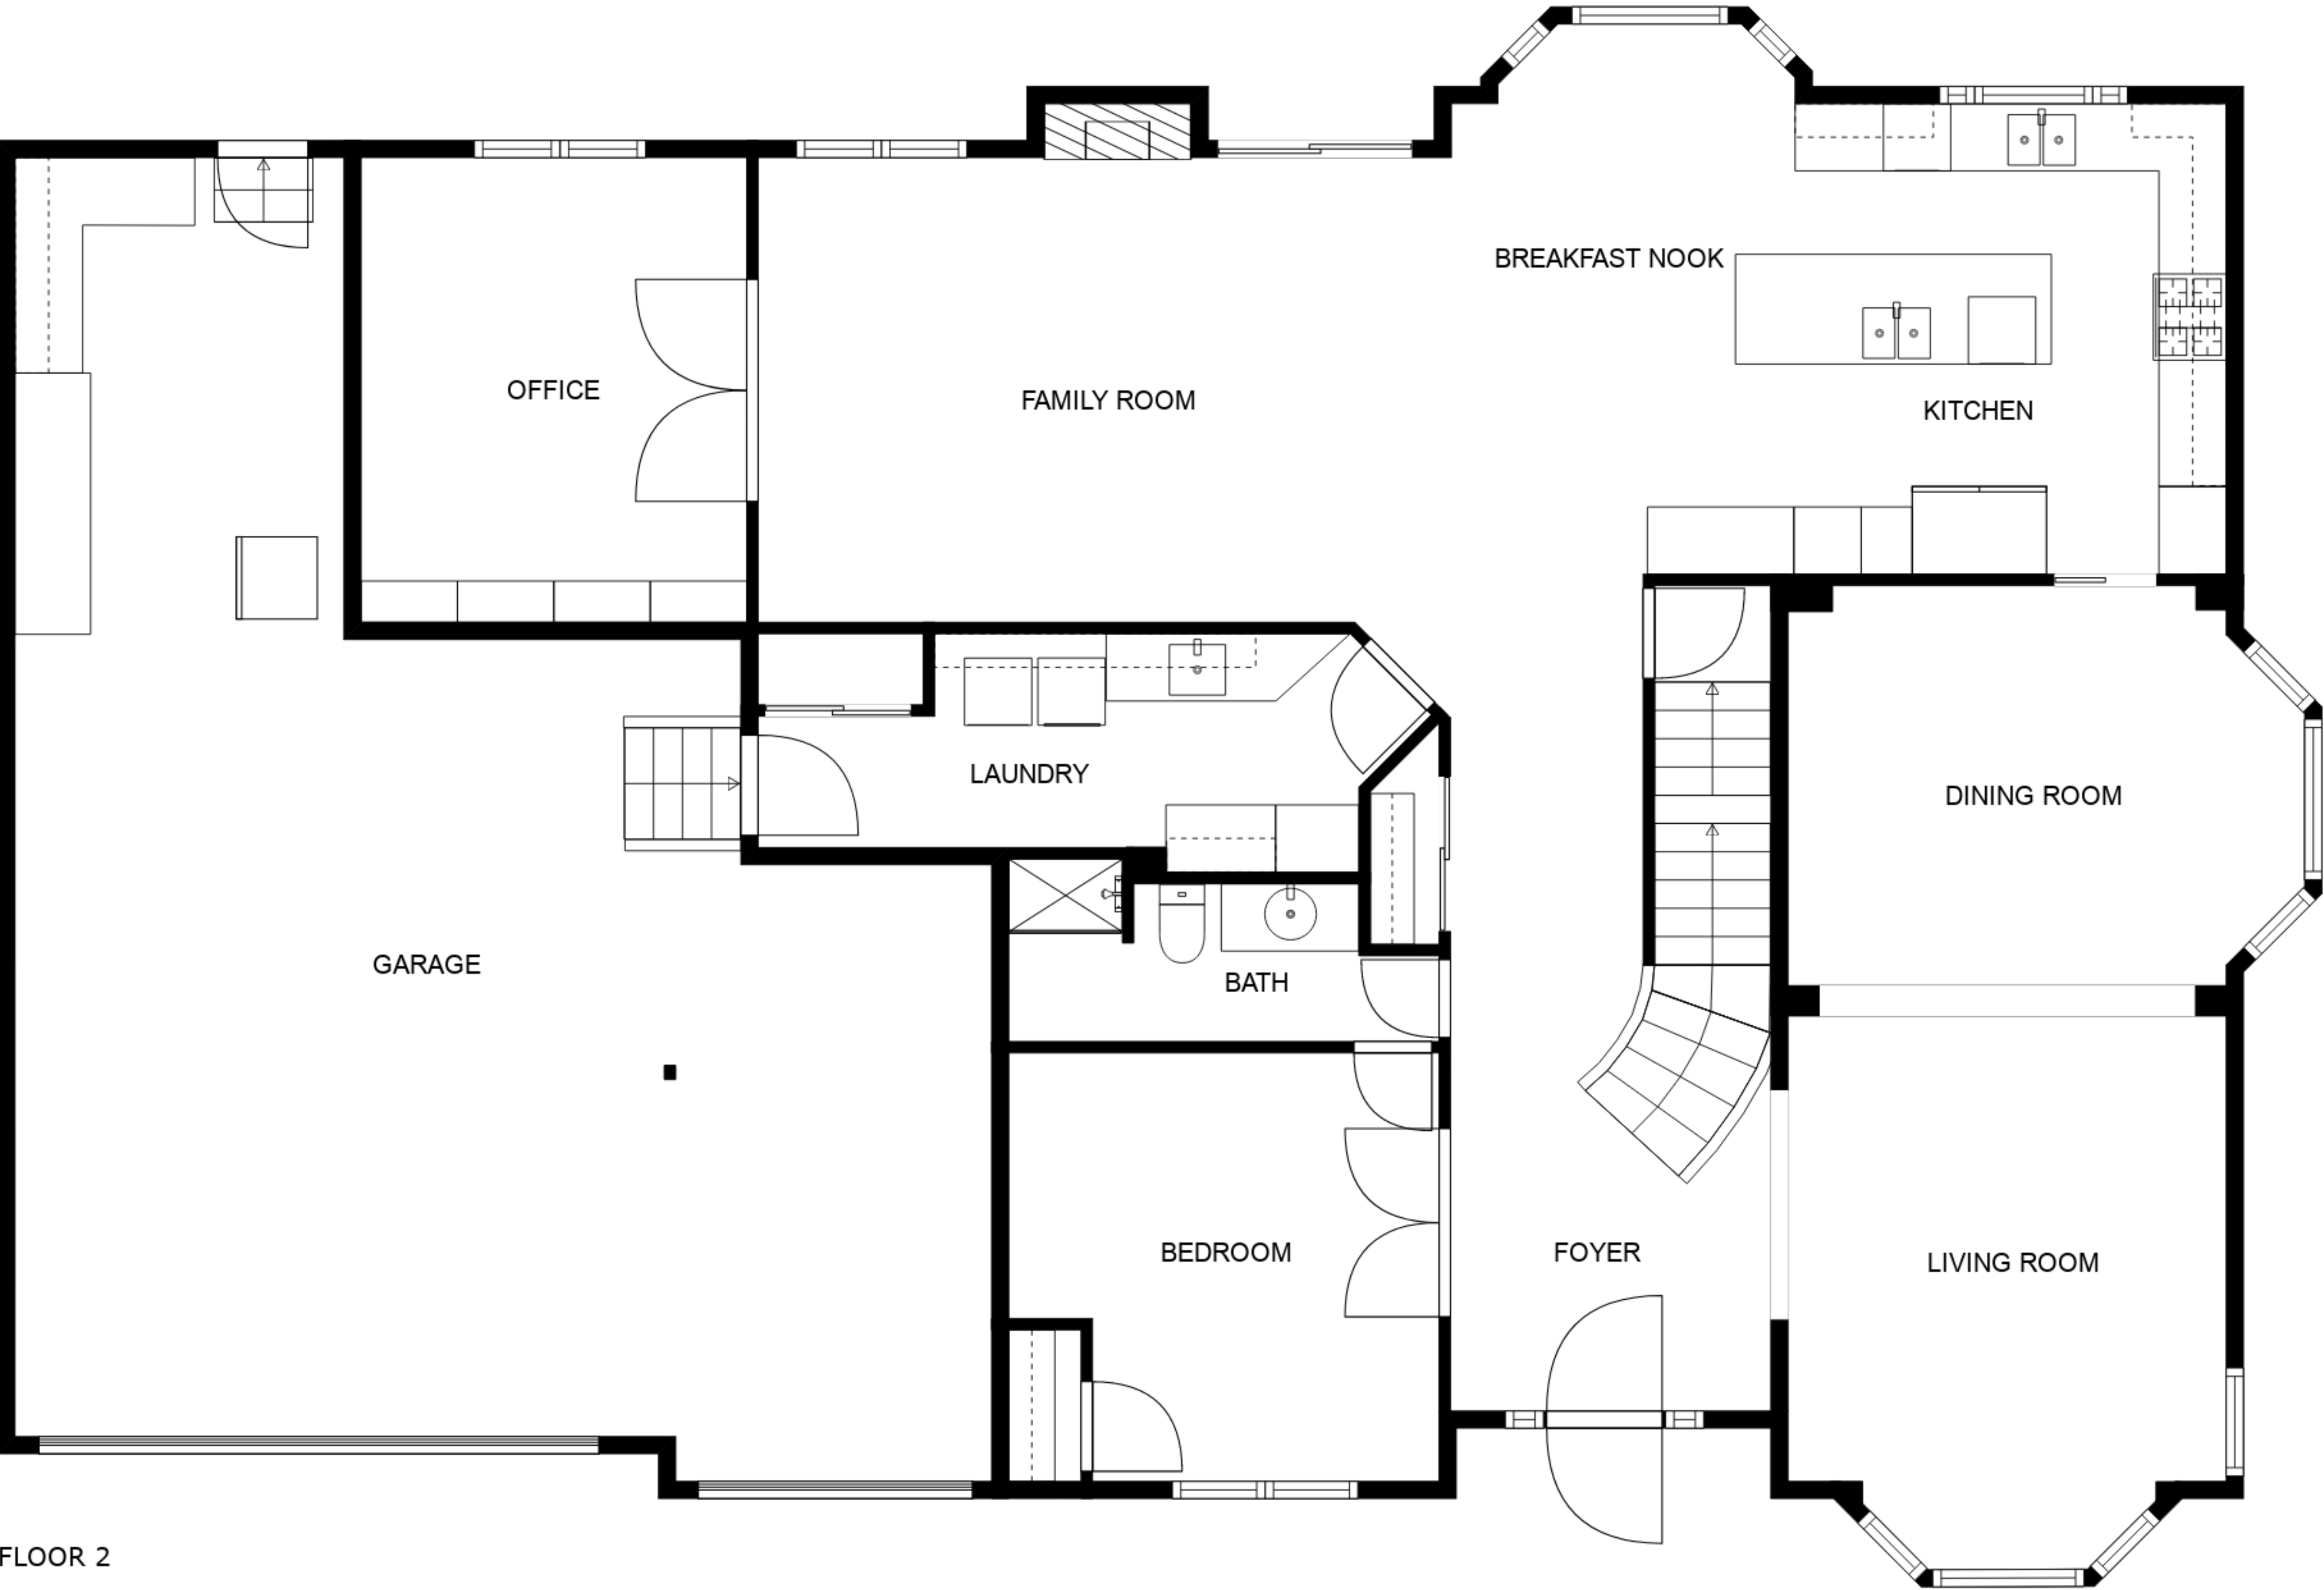 BREAKFAST NOOK
OFFICE
FAMILY ROOM
KITCHEN
LAUNDRY
DINING ROOM
GARAGE
BATH
BEDROOM
FOYER
LIVING ROOM
FLOOR 2